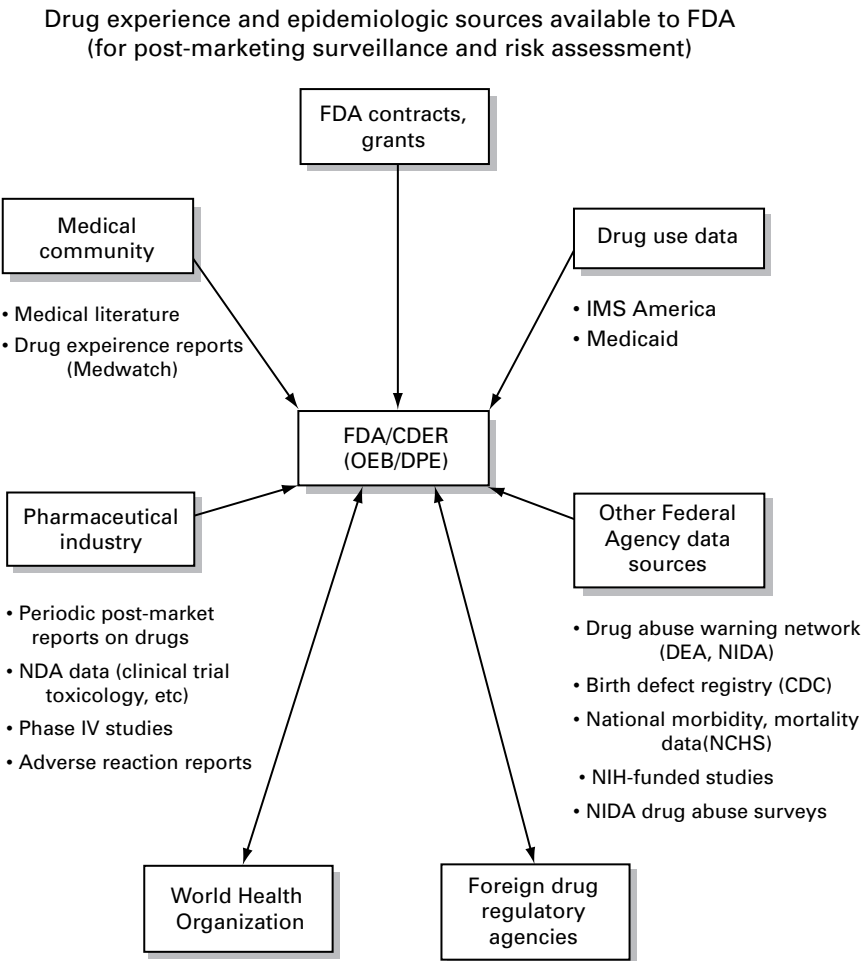 Drug experience and epidemiologic sources available to FDA
(for post-marketing surveillance and risk assessment)
FDA contracts,
grants
Medical
community
• Medical literature
• Drug expeirence reports
(Medwatch)
Drug use data
• IMS America
• Medicaid
FDA/CDER
(OEB/DPE)
Pharmaceutical
industry
• Periodic post-market
reports on drugs
• NDA data (clinical trial
toxicology, etc)
• Phase IV studies
• Adverse reaction reports
Other Federal
Agency data
sources
• Drug abuse warning network
(DEA, NIDA)
• Birth defect registry (CDC)
• National morbidity, mortality
data(NCHS)
• NIH-funded studies
• NIDA drug abuse surveys
World Health
Organization
Foreign drug
regulatory
agencies